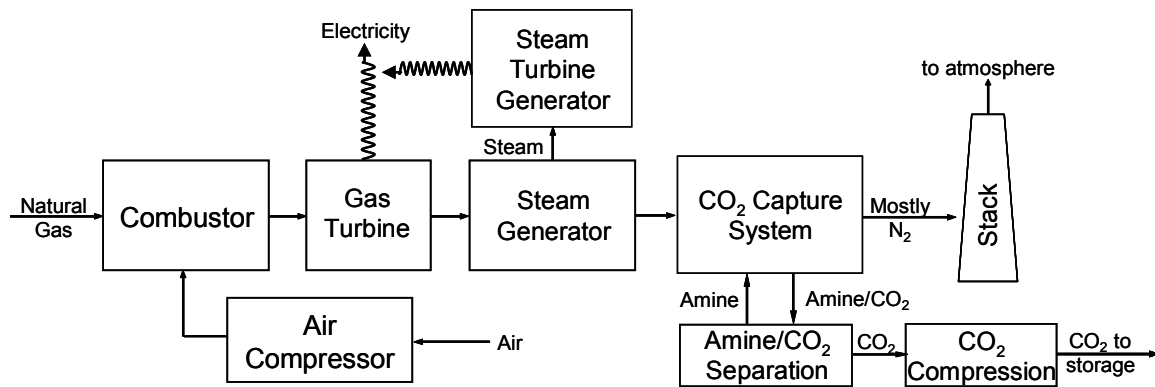 Electricity
Steam
Turbine
Generator
to atmosphere
Steam
Natural
Gas
Combustor
Gas
Turbine
Steam
Generator
CO₂ Capture
System
Mostly
N₂
Stack
Amine
Amine/CO₂
Air
Compressor
Air
Amine/CO₂
Separation
CO₂
CO₂
Compression
CO₂ to
storage